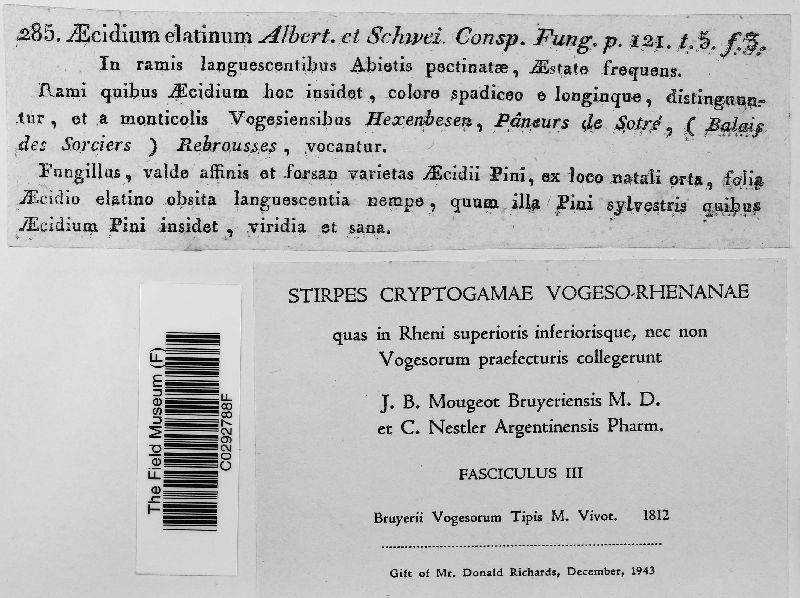 285. Æcidium elatinum Albert. et Schwei. Consp. Fung. p. 121. t. 5. f. 3.
In ramis languescentibus Abietis pectinatæ, Æstate frequens.
Rami quibus Æcidium hoc insidet, colore spadiceo e longinque, distinguun-
tur, et a monticolis Vogesiensibus Hexenbesen, Pâneurs de Sotré, ( Balais
des Sorciers ) Rebrousses, vocantur.
Fungillus, valde affinis et forsan varietas Æcidii Pini, ex loco natali orta, folia
Æcidio elatino obsita languescentia nempe, quum illa Pini sylvestris quibus
Æcidium Pini insidet, viridia et sana.
STIRPES CRYPTOGAMAE VOGESO-RHENANAE
quas in Rheni superioris inferiorisque, nec non
Vogesorum praefecturis collegerunt
J. B. Mougeot Bruyeriensis M. D.
et C. Nestler Argentinensis Pharm.
FASCICULUS III
Bruyerii Vogesorum Tipis M. Vivot. 1812
Gift of Mr. Donald Richards, December, 1943
The Field Museum (F)
C0292788F